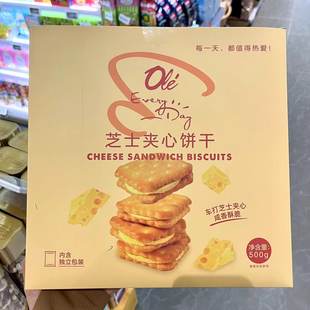 每一天，都值得热爱！
Olé
Every Day
芝士夹心饼干
CHEESE SANDWICH BISCUITS
车打芝士夹心
咸香酥脆
内含
独立包装
净含量:
500g